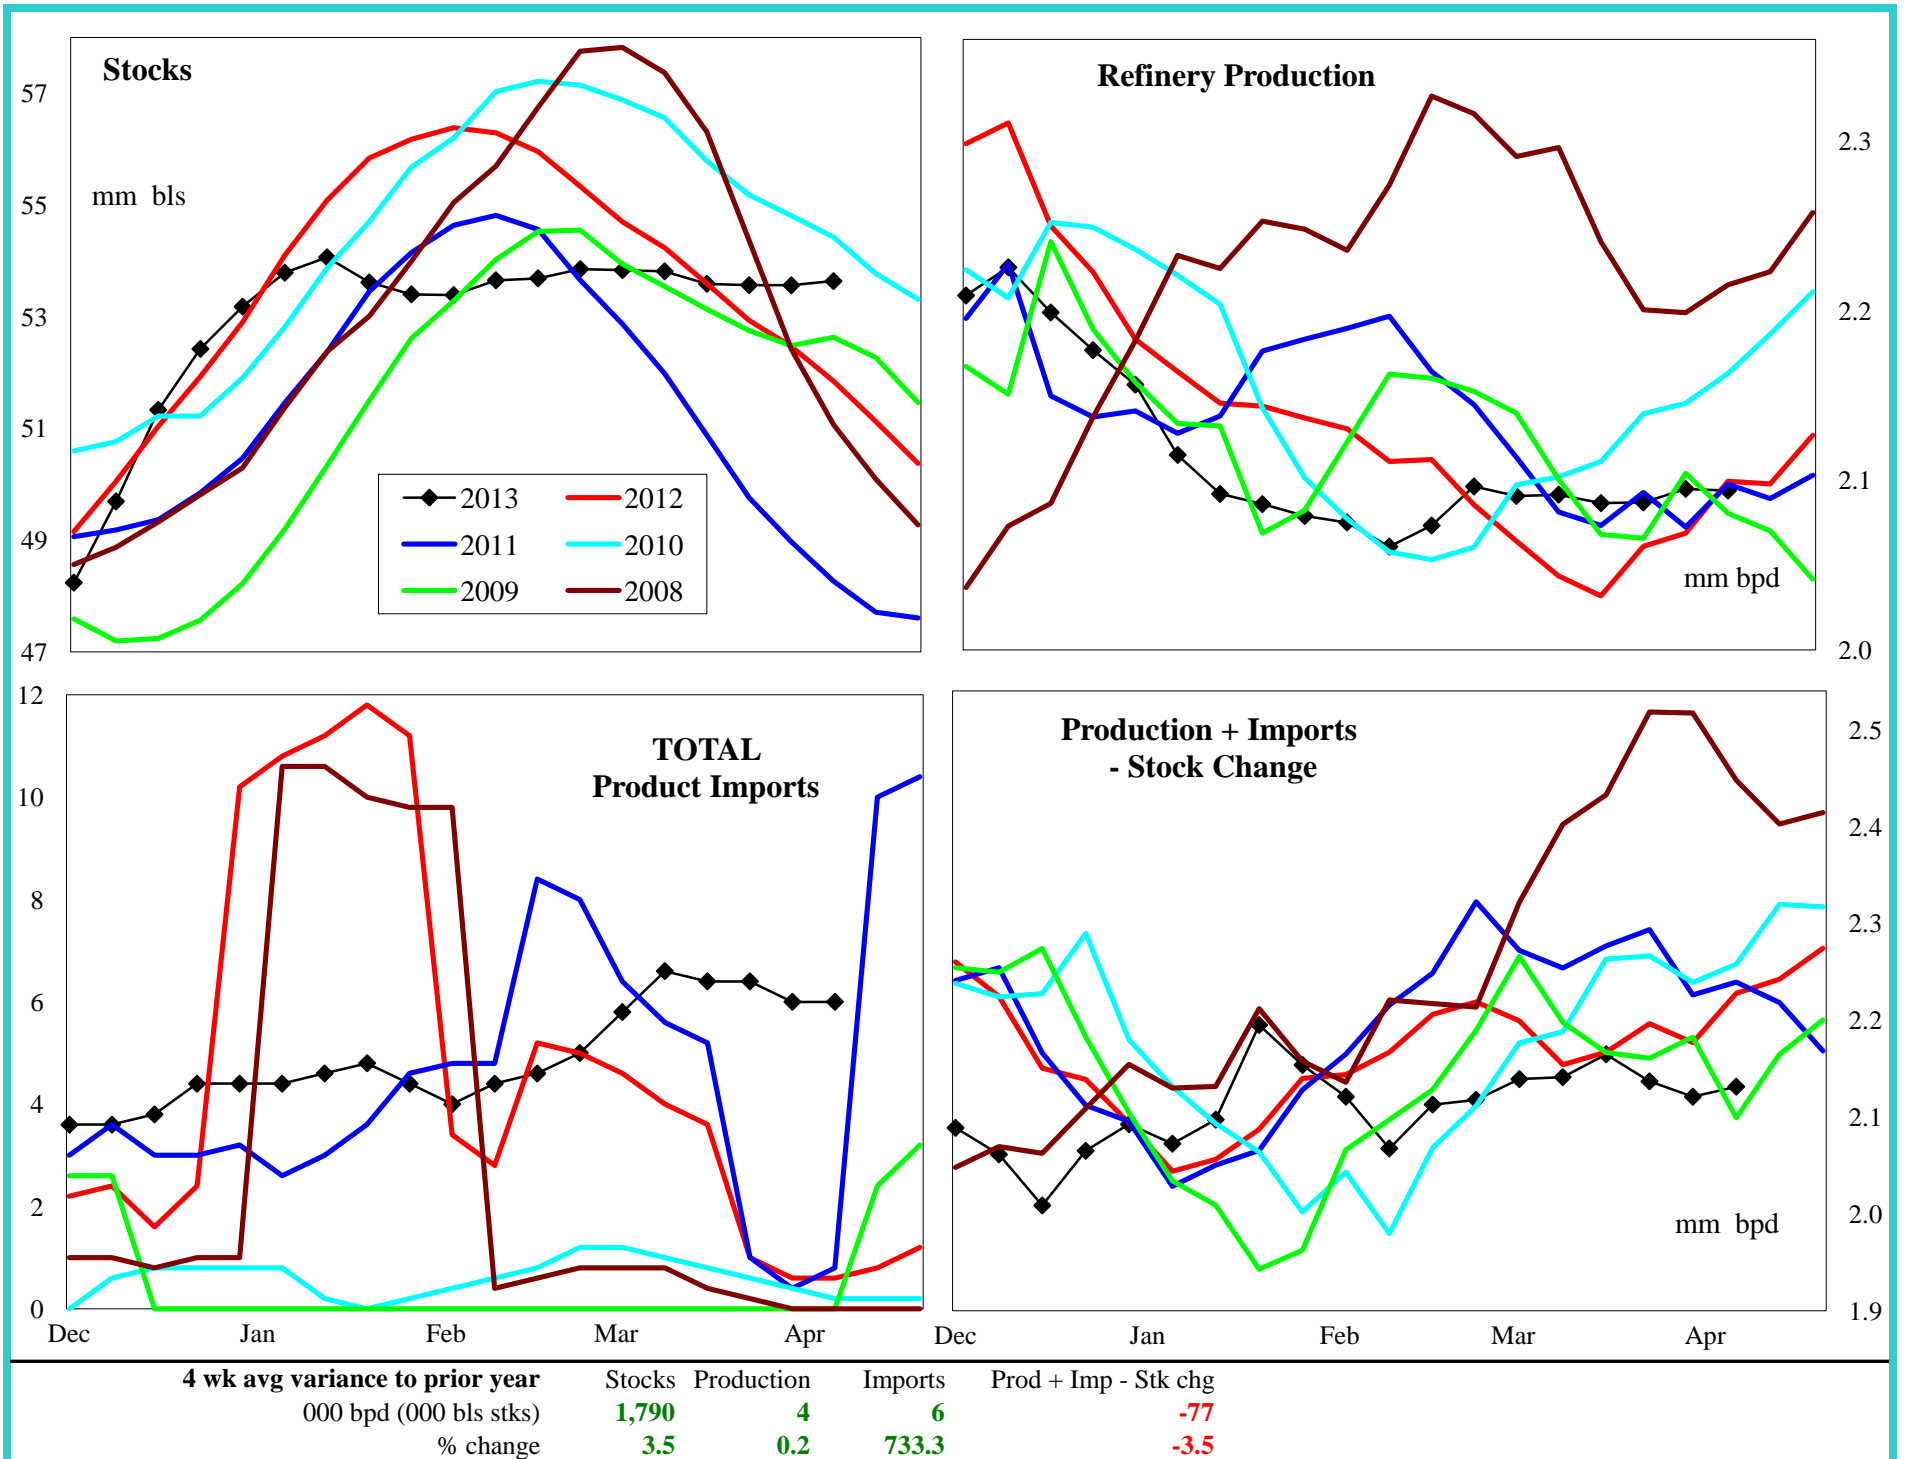 Stocks
mm bls
57
55
53
51
49
47
2013
2012
2011
2010
2009
2008
Refinery Production
2.3
2.2
2.1
2.0
mm bpd
TOTAL
Product Imports
12
10
8
6
4
2
0
Dec Jan Feb Mar Apr
Production + Imports
- Stock Change
2.5
2.4
2.3
2.2
2.1
2.0
1.9
mm bpd
Dec Jan Feb Mar Apr
4 wk avg variance to prior year Stocks Production Imports Prod + Imp - Stk chg
000 bpd (000 bls stks) 1,790 4 6 -77
% change 3.5 0.2 733.3 -3.5